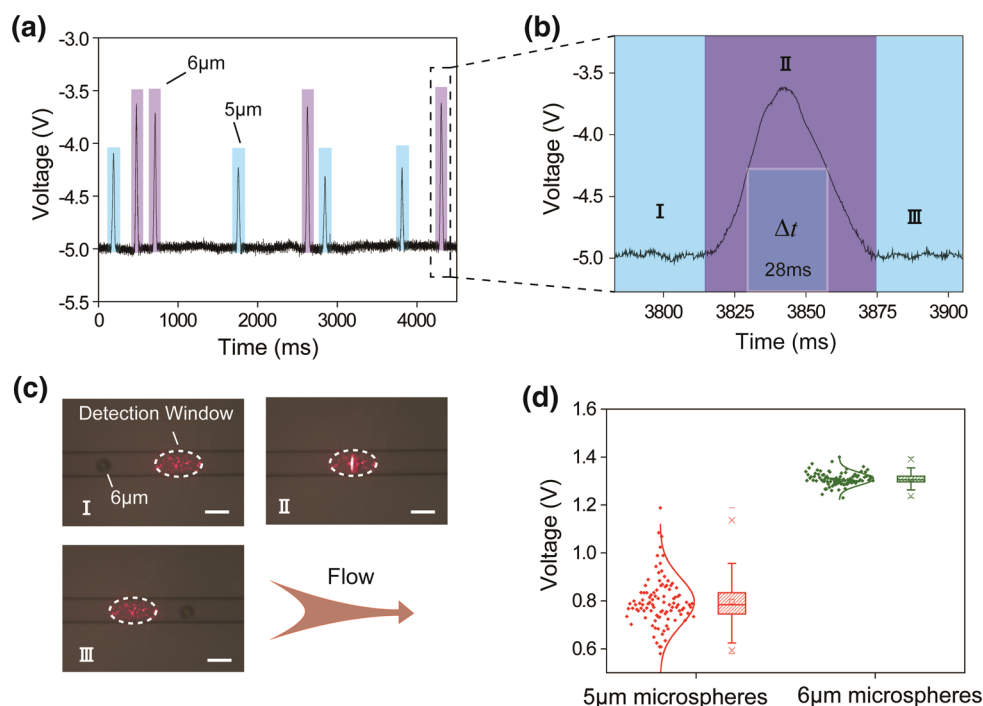 (a)
-3.0
-3.5
-4.0
-4.5
-5.0
-5.5
Voltage (V)
6μm
5μm
0
1000
2000
3000
4000
Time (ms)
(b)
-3.5
-4.0
-4.5
-5.0
Voltage (V)
Ⅰ
Ⅱ
Ⅲ
Δt
28ms
3800
3825
3850
3875
3900
Time (ms)
(c)
Detection Window
6μm
Ⅰ
Ⅱ
Ⅲ
Flow
(d)
1.6
1.4
1.2
1.0
0.8
0.6
Voltage (V)
5μm microspheres
6μm microspheres